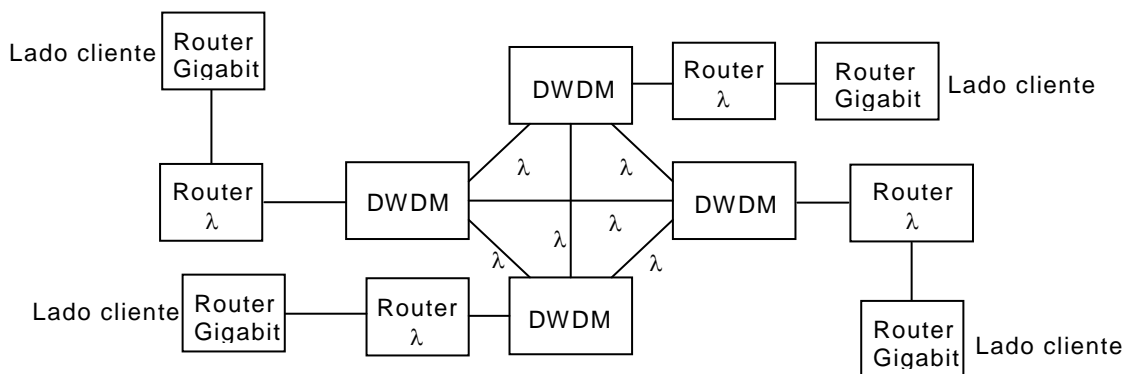 Lado cliente
Router
Gigabit
DWDM
Router
λ
Router
Gigabit
Lado cliente
Router
λ
DWDM
λ
λ
λ
λ
λ
λ
DWDM
Router
λ
Lado cliente
Router
Gigabit
Router
λ
DWDM
Router
Gigabit
Lado cliente